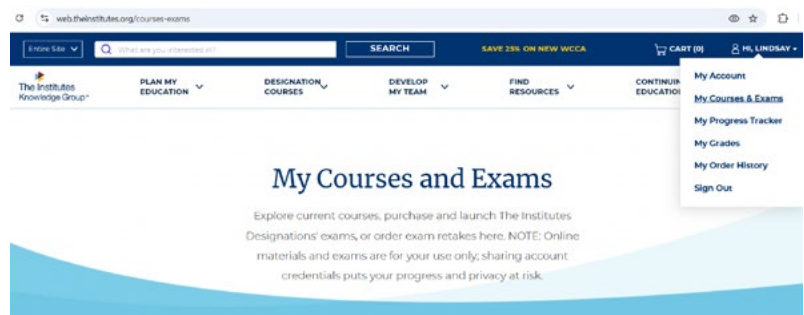 web.theinstitutes.org/courses-exams
Entire Site
What are you interested in?
SEARCH
SAVE 25% ON NEW WCCA
CART (0)
HI, LINDSAY
The Institutes
Knowledge Group
PLAN MY
EDUCATION
DESIGNATION
COURSES
DEVELOP
MY TEAM
FIND
RESOURCES
CONTINUIN
EDUCATIO
My Account
My Courses & Exams
My Progress Tracker
My Grades
My Order History
Sign Out
My Courses and Exams
Explore current courses, purchase and launch The Institutes
Designations' exams, or order exam retakes here. NOTE: Online
materials and exams are for your use only; sharing account
credentials puts your progress and privacy at risk.